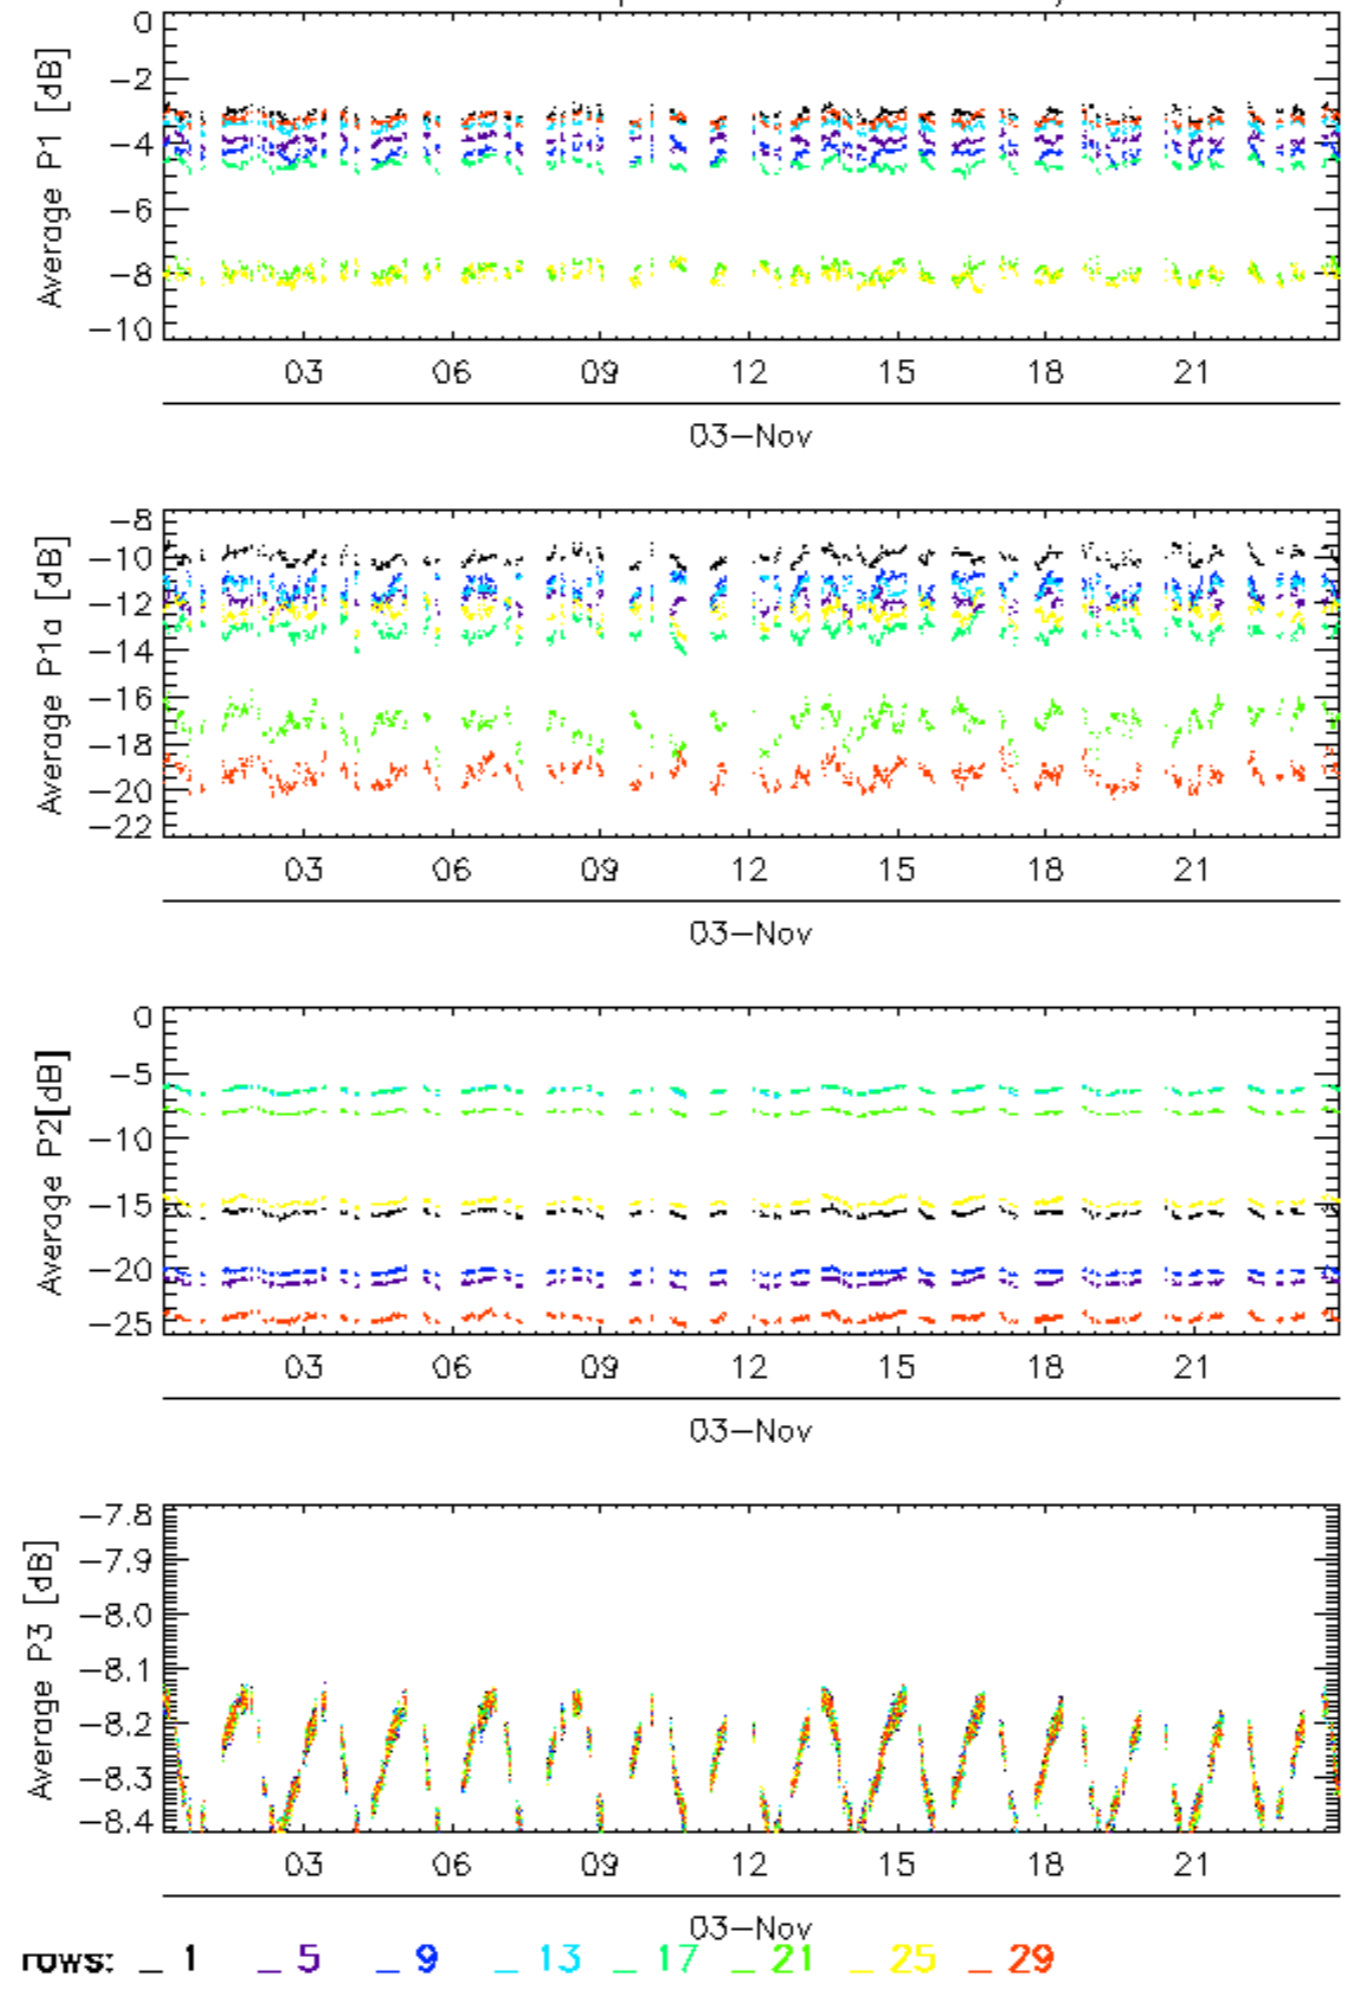 0
−2
−4
−6
−8
−10
Average P1 [dB]
03 06 09 12 15 18 21
03−Nov
−8
−10
−12
−14
−16
−18
−20
−22
Average P1a [dB]
03 06 09 12 15 18 21
03−Nov
0
−5
−10
−15
−20
−25
Average P2[dB]
03 06 09 12 15 18 21
03−Nov
−7.8
−7.9
−8.0
−8.1
−8.2
−8.3
−8.4
Average P3 [dB]
03 06 09 12 15 18 21
03−Nov
rows: _ 1 _ 5 _ 9 _ 13 _ 17 _ 21 _ 25 _ 29